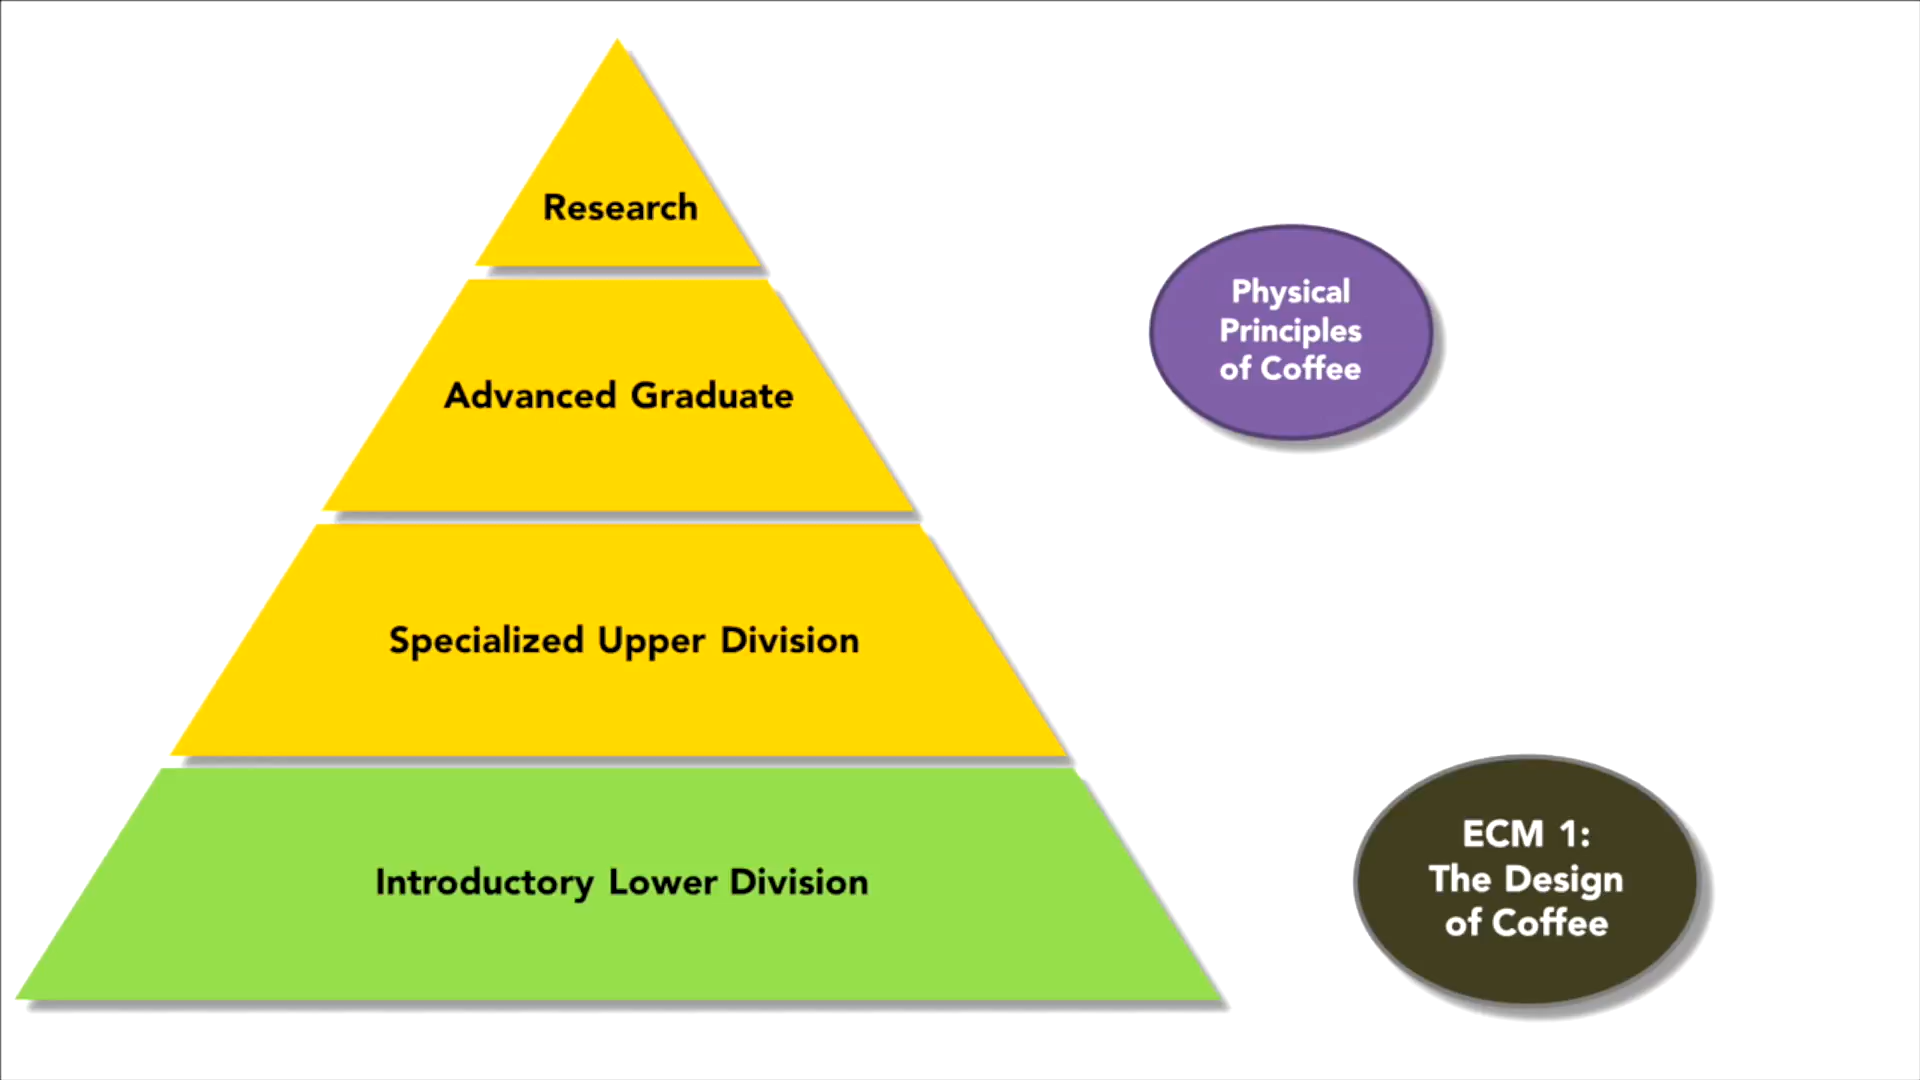 Research
Advanced Graduate
Specialized Upper Division
Introductory Lower Division
Physical
Principles
of Coffee
ECM 1:
The Design
of Coffee